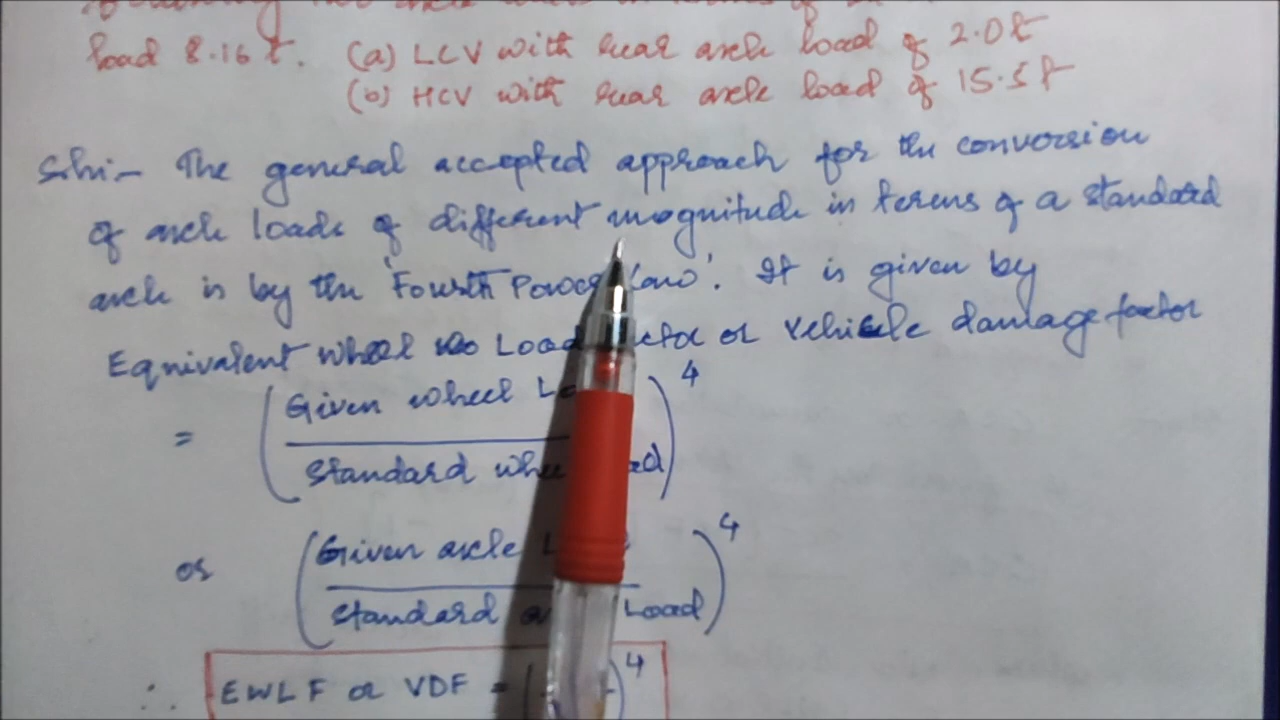 load 8.16 t. (a) LCV with rear axle load of 2.0t
(b) HCV with rear axle load of 15.5t
Soln:- The general accepted approach for the conversion
of axle loads of different magnitude in terms of a standard
axle is by the 'Fourth Power Law'. It is given by
Equivalent wheel Load or vehicle damage factor
= (Given wheel
Standard wheel)4
or (Given axle
Standard Load)4
∴ EWLF or VDF = ( )4